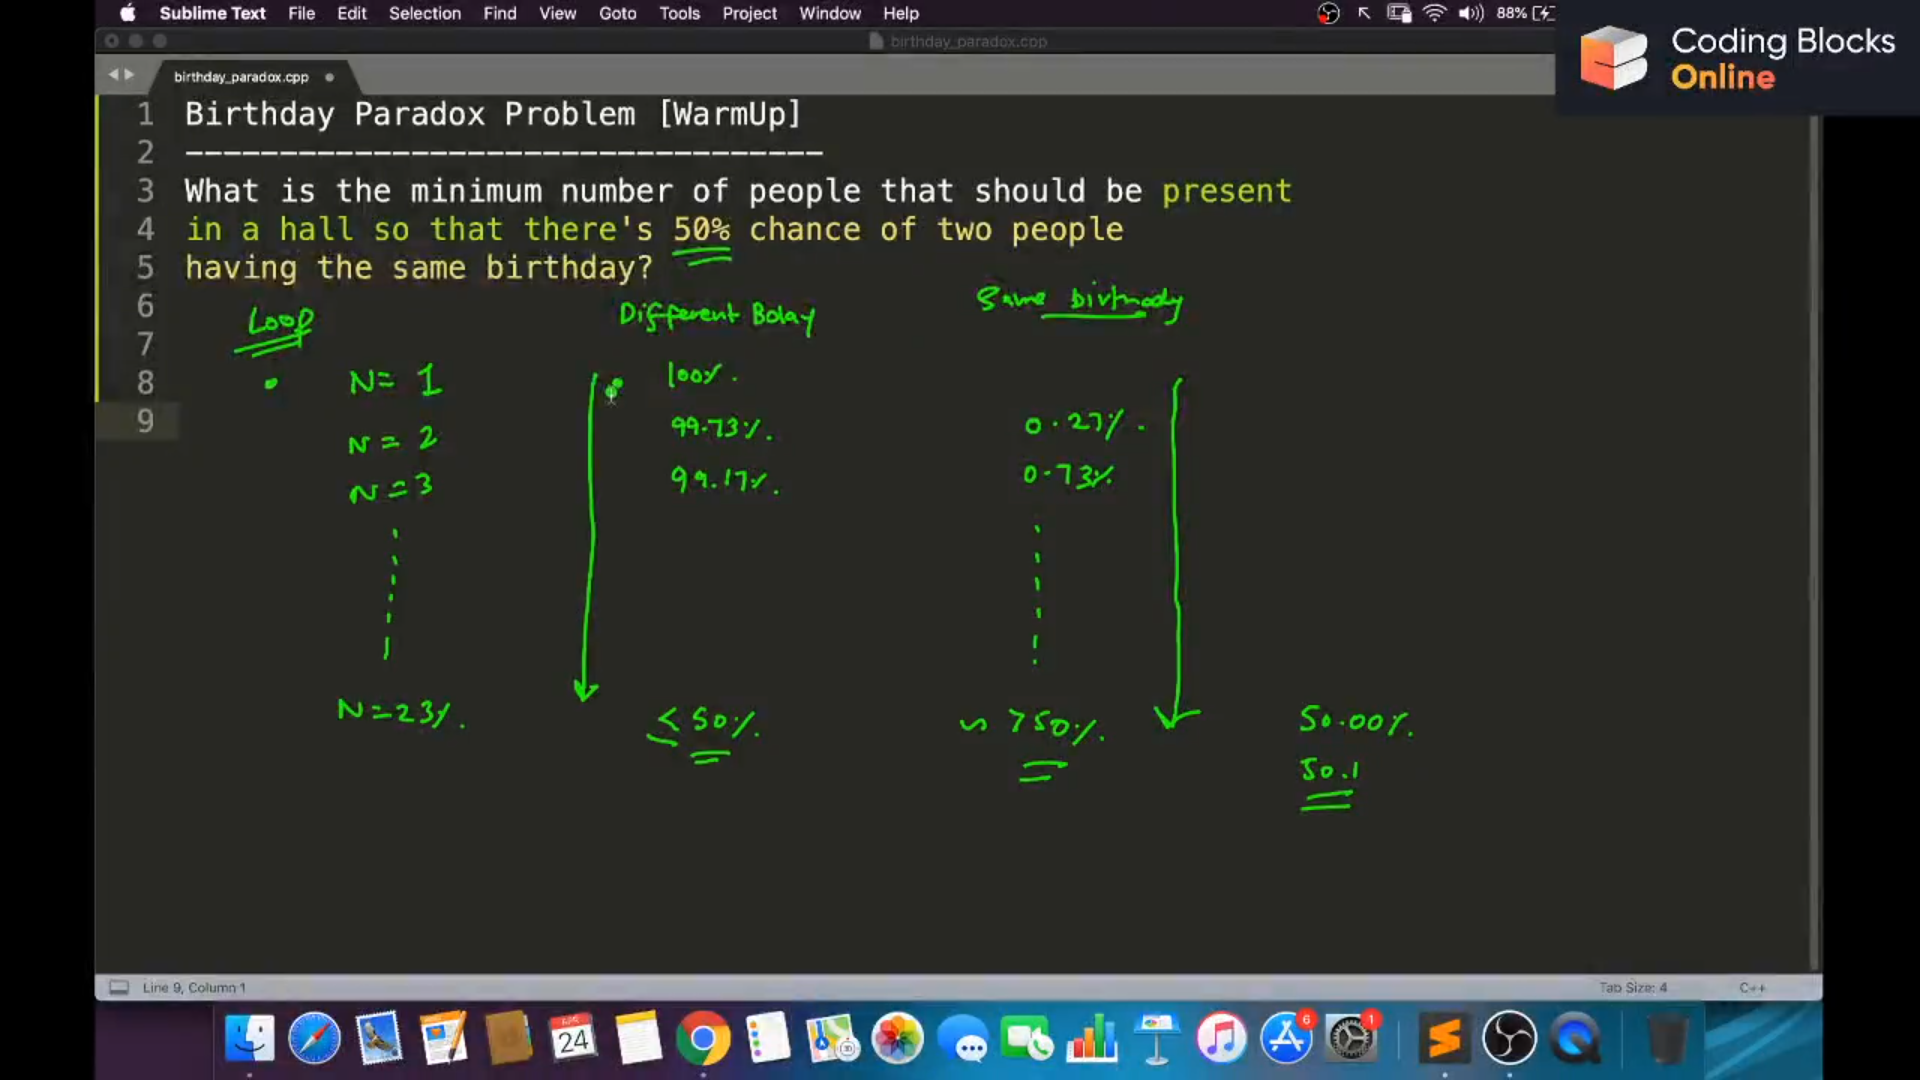 Sublime Text File Edit Selection Find View Goto Tools Project Window Help 88%
birthday_paradox.cpp
Coding Blocks
Online
birthday_paradox.cpp
1 Birthday Paradox Problem [WarmUp]
2 ----------------------------------
3 What is the minimum number of people that should be present
4 in a hall so that there's 50% chance of two people
5 having the same birthday?
6
7
8
9
Loop Different Bday Same birthday
N= 1 100%.
N = 2 99.73%. 0.27%.
N = 3 99.17%. 0.73%.
N=23%. < 50%. ~ >50%. 50.00%.
50.1
Line 9, Column 1 Tab Size: 4 C++
24
6
1